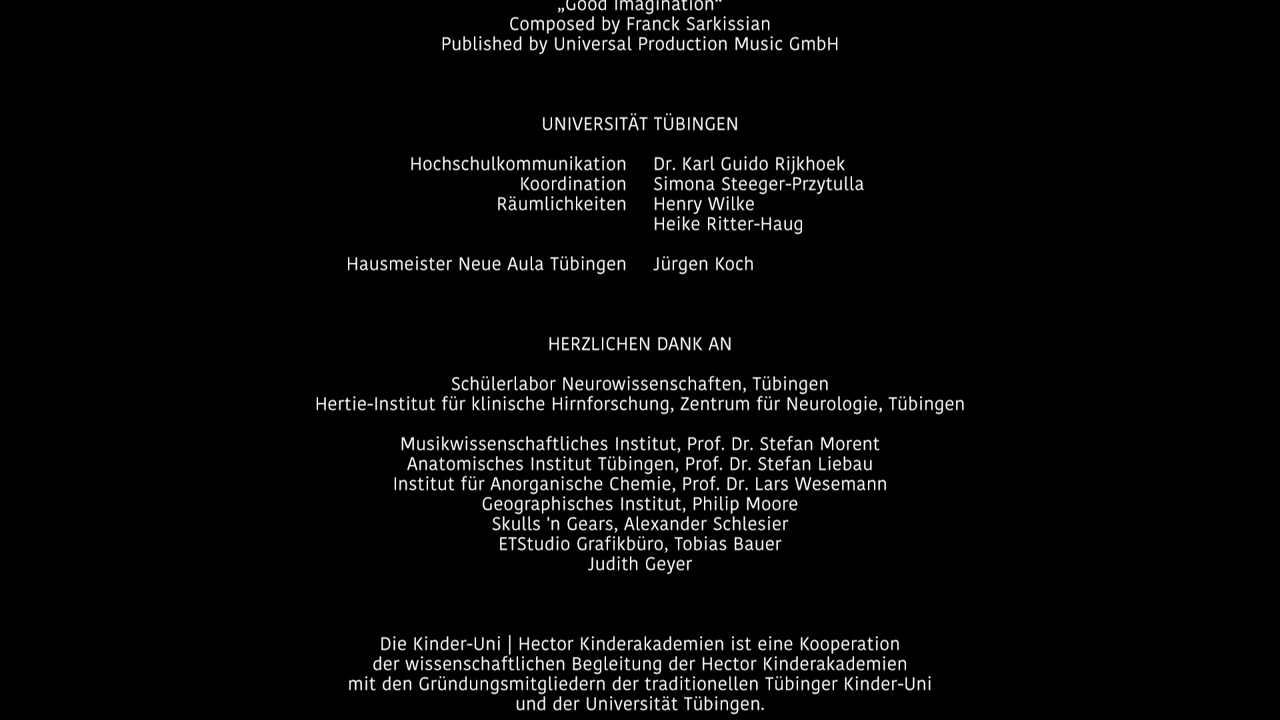 „Good Imagination“
Composed by Franck Sarkissian
Published by Universal Production Music GmbH
UNIVERSITÄT TÜBINGEN
Hochschulkommunikation Dr. Karl Guido Rijkhoek
Koordination Simona Steeger-Przytulla
Räumlichkeiten Henry Wilke
Heike Ritter-Haug
Hausmeister Neue Aula Tübingen Jürgen Koch
HERZLICHEN DANK AN
Schülerlabor Neurowissenschaften, Tübingen
Hertie-Institut für klinische Hirnforschung, Zentrum für Neurologie, Tübingen
Musikwissenschaftliches Institut, Prof. Dr. Stefan Morent
Anatomisches Institut Tübingen, Prof. Dr. Stefan Liebau
Institut für Anorganische Chemie, Prof. Dr. Lars Wesemann
Geographisches Institut, Philip Moore
Skulls 'n Gears, Alexander Schlesier
ETStudio Grafikbüro, Tobias Bauer
Judith Geyer
Die Kinder-Uni | Hector Kinderakademien ist eine Kooperation
der wissenschaftlichen Begleitung der Hector Kinderakademien
mit den Gründungsmitgliedern der traditionellen Tübinger Kinder-Uni
und der Universität Tübingen.